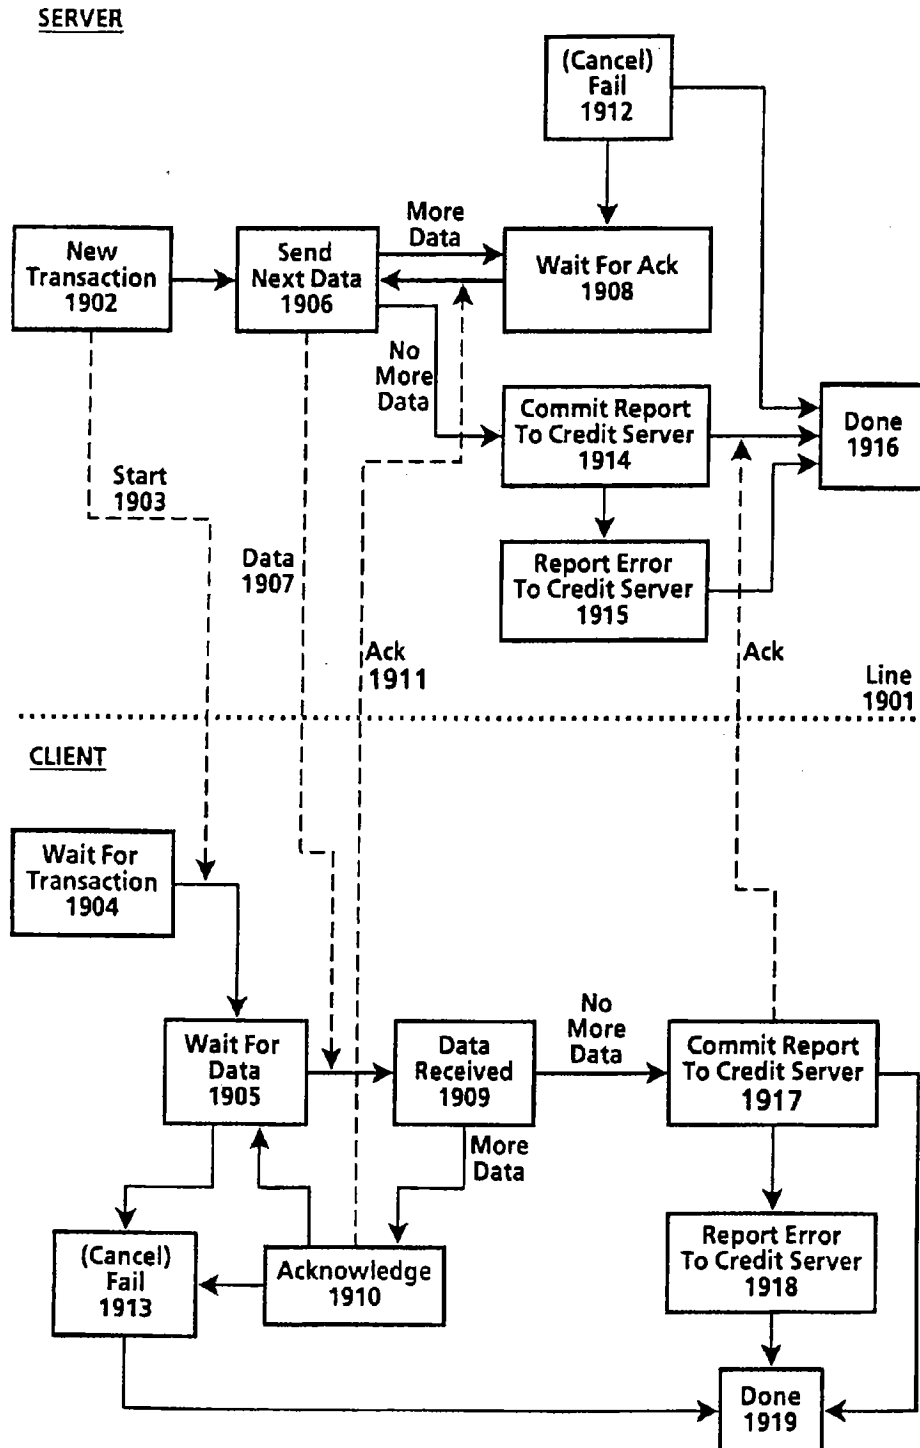 SERVER
(Cancel)
Fail
1912
New
Transaction
1902
Send
Next Data
1906
More
Data
Wait For Ack
1908
No
More
Data
Commit Report
To Credit Server
1914
Done
1916
Start
1903
Data
1907
Report Error
To Credit Server
1915
Ack
1911
Ack
Line
1901
CLIENT
Wait For
Transaction
1904
Wait For
Data
1905
Data
Received
1909
No
More
Data
Commit Report
To Credit Server
1917
More
Data
(Cancel)
Fail
1913
Acknowledge
1910
Report Error
To Credit Server
1918
Done
1919